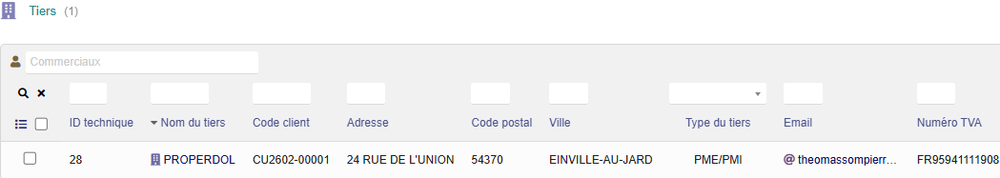 Tiers (1)
Commerciaux
ID technique Nom du tiers Code client Adresse Code postal Ville Type du tiers Email Numéro TVA
28 PROPERDOL CU2602-00001 24 RUE DE L'UNION 54370 EINVILLE-AU-JARD PME/PMI @ theomassompierr… FR95941111908